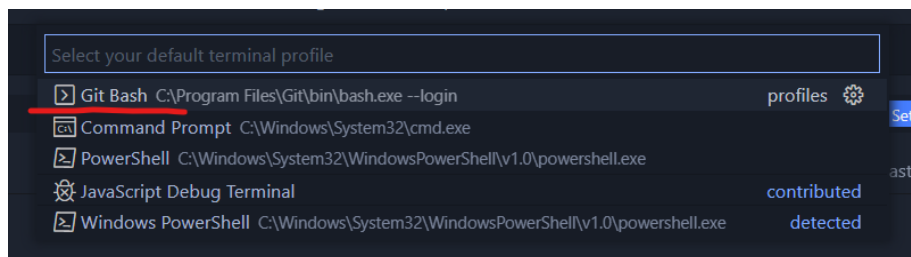 Select your default terminal profile
Git Bash C:\Program Files\Git\bin\bash.exe --login profiles
Set
Command Prompt C:\Windows\System32\cmd.exe
PowerShell C:\Windows\System32\WindowsPowerShell\v1.0\powershell.exe
JavaScript Debug Terminal contributed
Windows PowerShell C:\Windows\System32\WindowsPowerShell\v1.0\powershell.exe detected